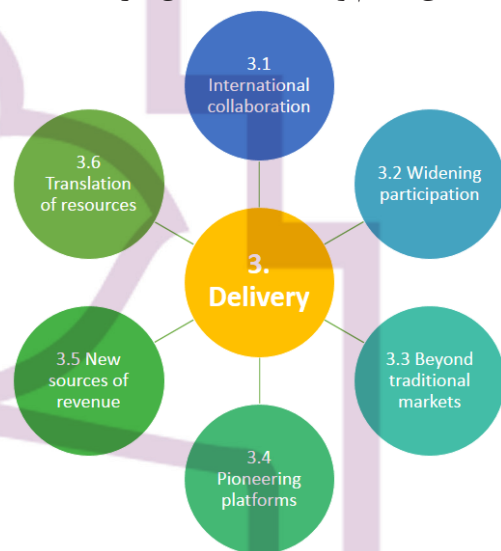 3.1
International
collaboration
3.2 Widening
participation
3.3 Beyond
traditional
markets
3.4
Pioneering
platforms
3.5 New
sources of
revenue
3.6
Translation
of resources
3.
Delivery